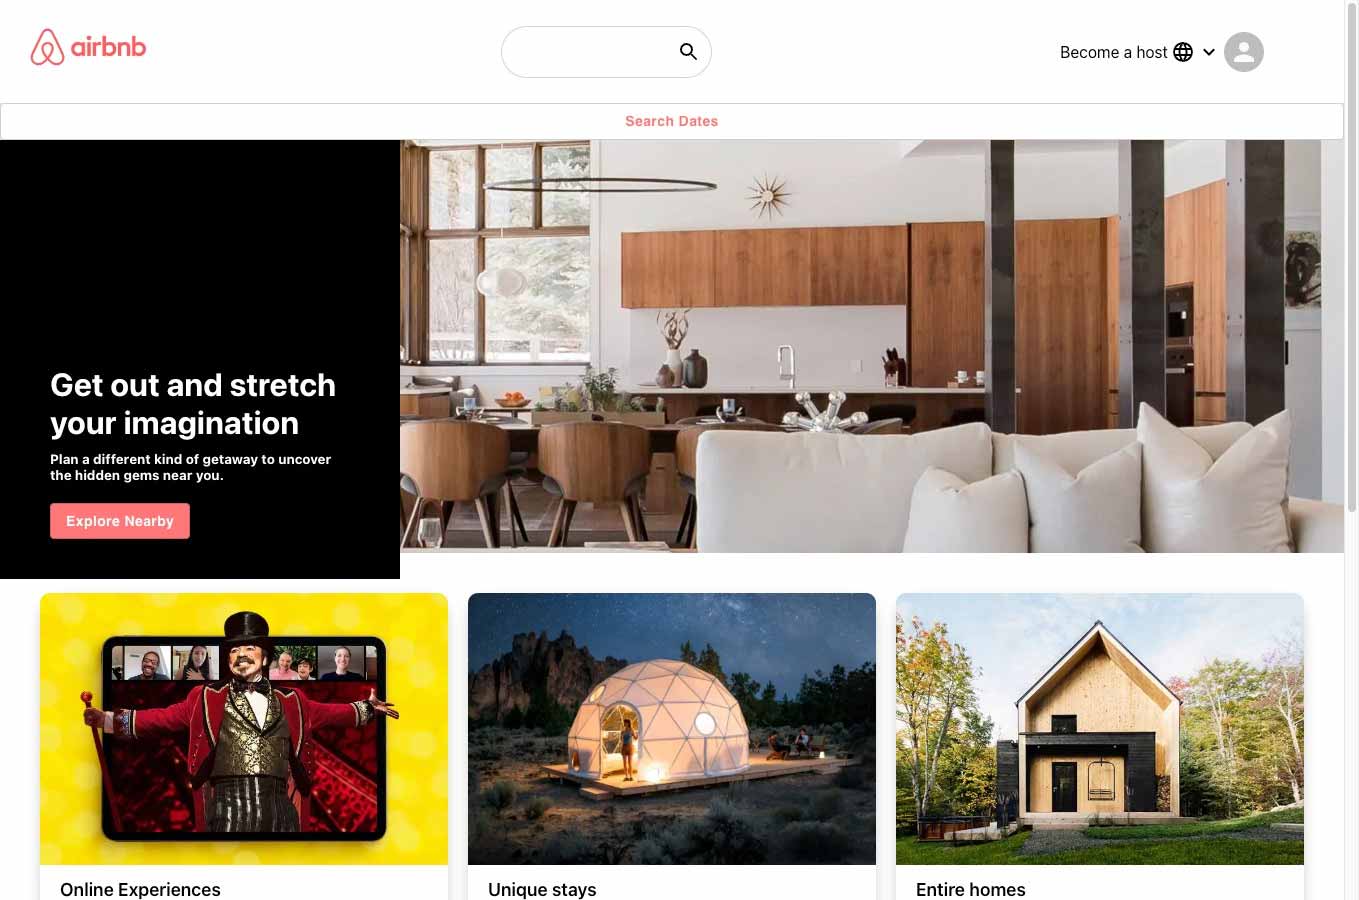 airbnb
Become a host
Search Dates
Get out and stretch
your imagination
Plan a different kind of getaway to uncover
the hidden gems near you.
Explore Nearby
Online Experiences
Unique stays
Entire homes